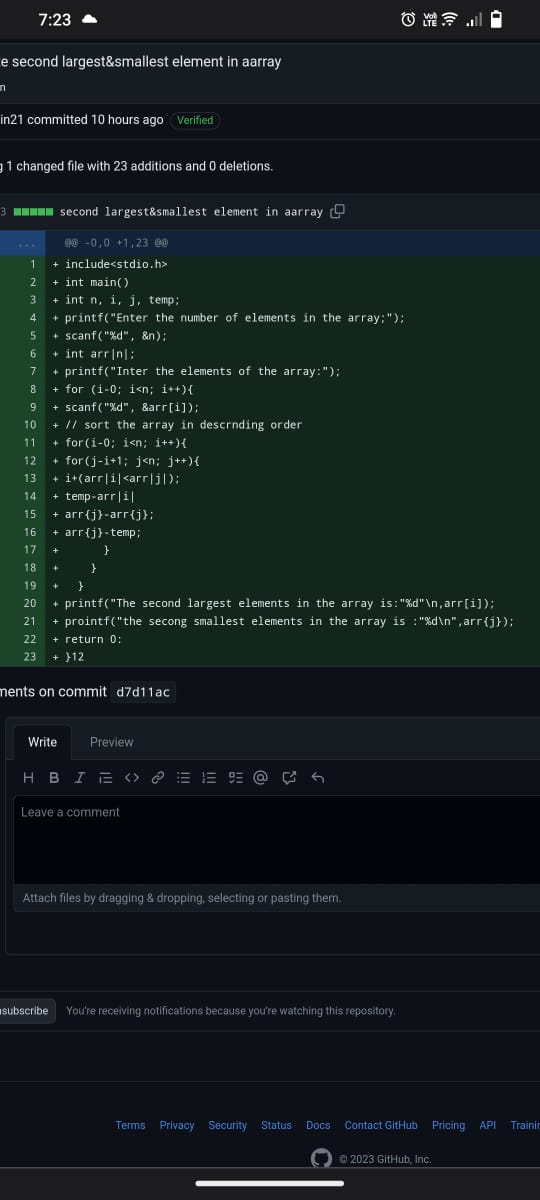 7:23
VoI) LTE
e second largest&smallest element in aarray
n
in21 committed 10 hours ago Verified
g 1 changed file with 23 additions and 0 deletions.
3 second largest&smallest element in aarray
... @@ -0,0 +1,23 @@
1 + include<stdio.h>
2 + int main()
3 + int n, i, j, temp;
4 + printf("Enter the number of elements in the array;");
5 + scanf("%d", &n);
6 + int arr|n|;
7 + printf("Inter the elements of the array:");
8 + for (i-0; i<n; i++){
9 + scanf("%d", &arr[i]);
10 + // sort the array in descrnding order
11 + for(i-0; i<n; i++){
12 + for(j-i+1; j<n; j++){
13 + i+(arr|i|<arr|j|);
14 + temp-arr|i|
15 + arr{j}-arr{j};
16 + arr{j}-temp;
17 + }
18 + }
19 + }
20 + printf("The second largest elements in the array is:"%d"\n,arr[i]);
21 + prointf("the secong smallest elements in the array is :"%d\n",arr{j});
22 + return 0:
23 + }12
ments on commit d7d11ac
Write Preview
Leave a comment
Attach files by dragging & dropping, selecting or pasting them.
nsubscribe You're receiving notifications because you're watching this repository.
Terms Privacy Security Status Docs Contact GitHub Pricing API Trainin
© 2023 GitHub, Inc.